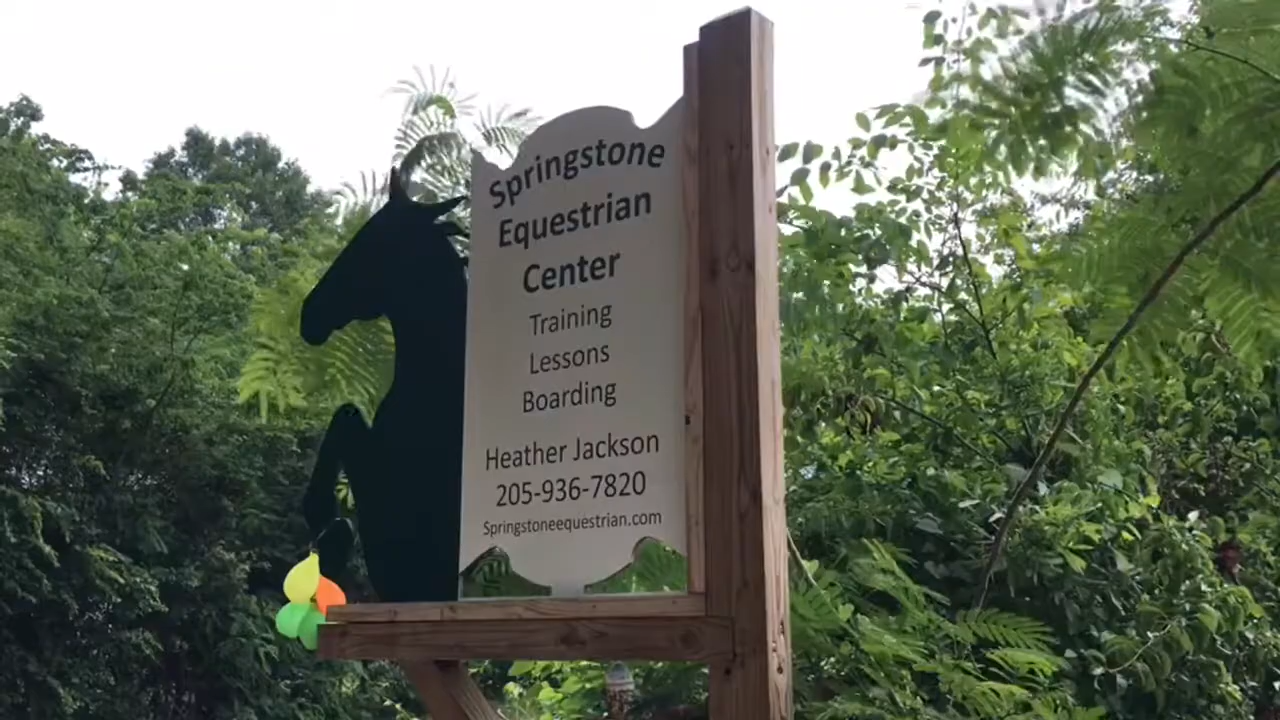 Springstone
Equestrian
Center
Training
Lessons
Boarding
Heather Jackson
205-936-7820
Springstoneequestrian.com